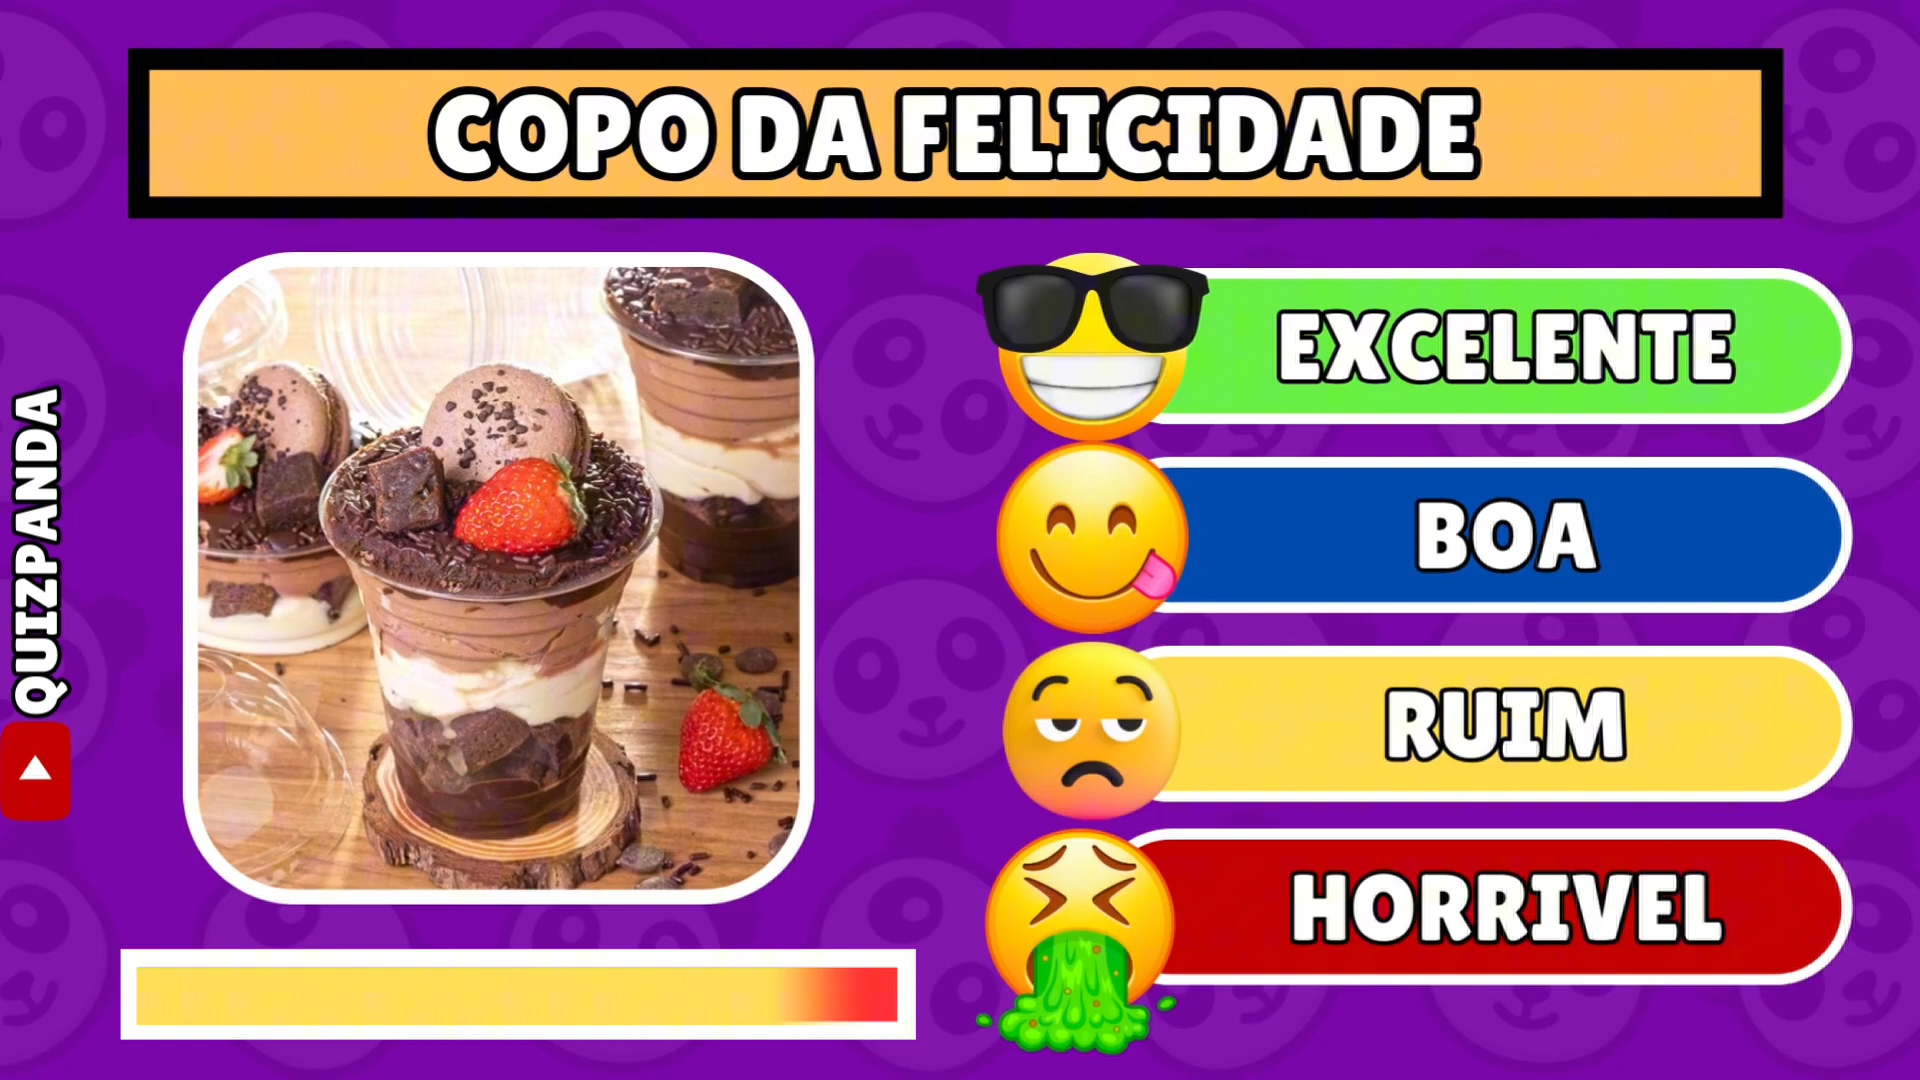 COPO DA FELICIDADE
EXCELENTE
BOA
RUIM
HORRIVEL
QUIZPANDA